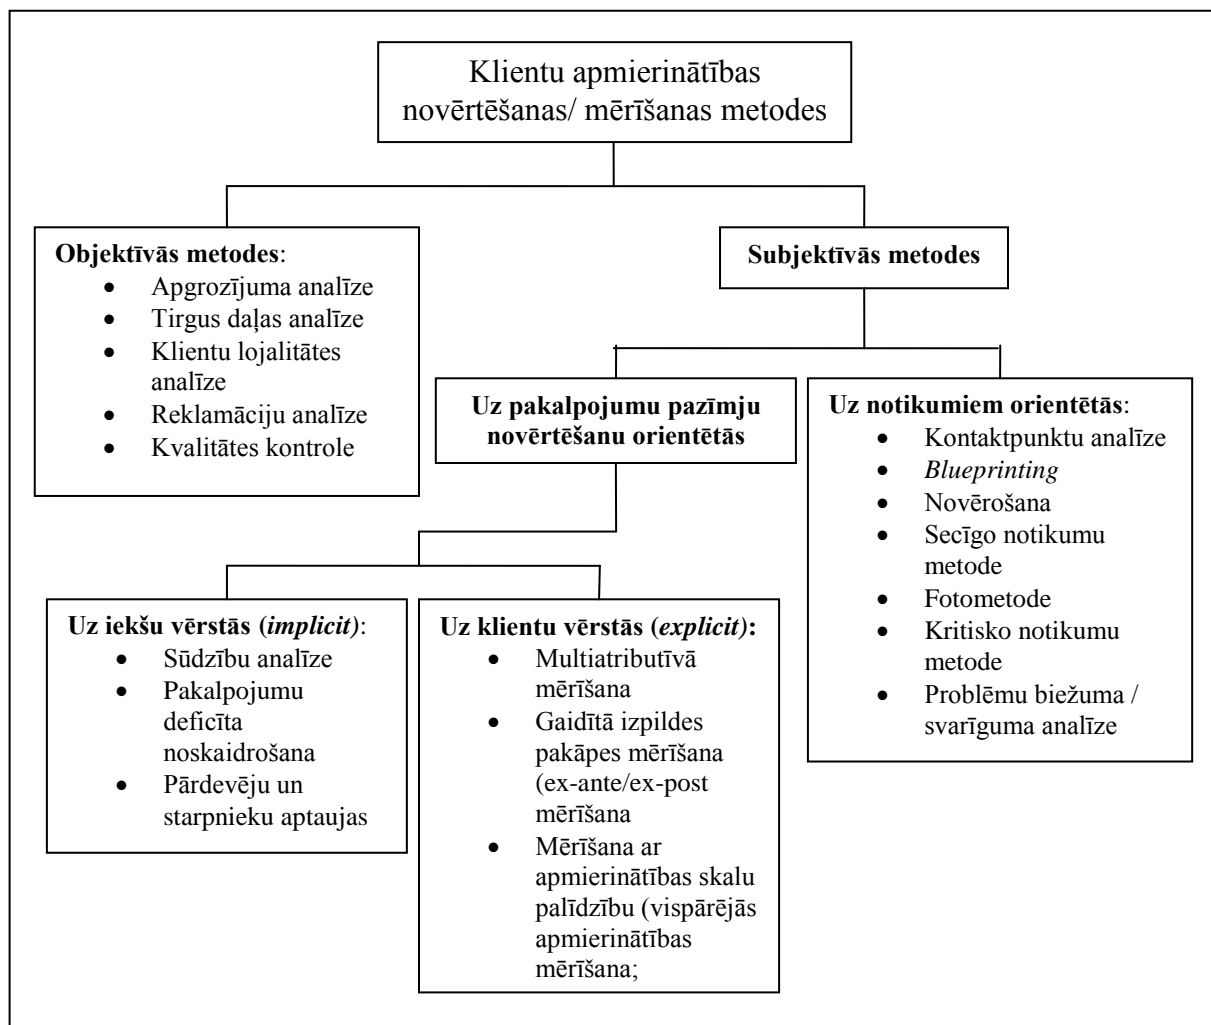 Klientu apmierinātības
novērtēšanas/ mērīšanas metodes
Objektīvās metodes:
• Apgrozījuma analīze
• Tirgus daļas analīze
• Klientu lojalitātes
analīze
• Reklamāciju analīze
• Kvalitātes kontrole
Subjektīvās metodes
Uz pakalpojumu pazīmju
novērtēšanu orientētās
Uz notikumiem orientētās:
• Kontaktpunktu analīze
• Blueprinting
• Novērošana
• Secīgo notikumu
metode
• Fotometode
• Kritisko notikumu
metode
• Problēmu biežuma /
svarīguma analīze
Uz iekšu vērstās (implicit):
• Sūdzību analīze
• Pakalpojumu
deficīta
noskaidrošana
• Pārdevēju un
starpnieku aptaujas
Uz klientu vērstās (explicit):
• Multiatributīvā
mērīšana
• Gaidītā izpildes
pakāpes mērīšana
(ex-ante/ex-post
mērīšana
• Mērīšana ar
apmierinātības skalu
palīdzību (vispārējās
apmierinātības
mērīšana;